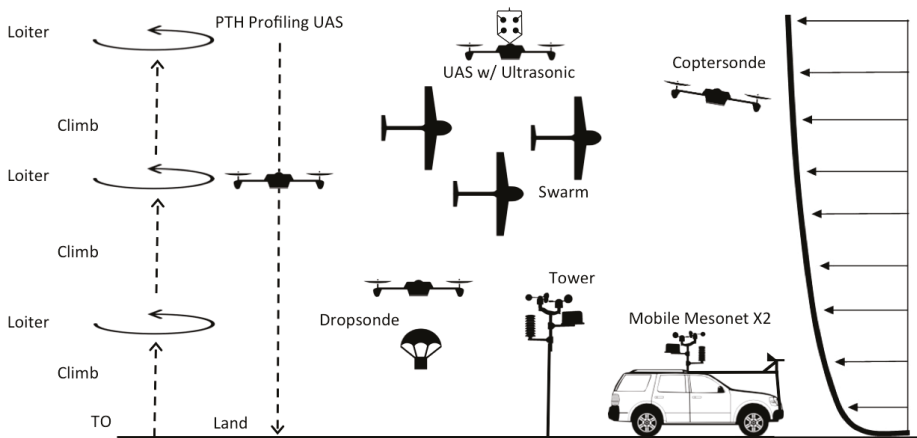 Loiter
PTH Profiling UAS
UAS w/ Ultrasonic
Coptersonde
Climb
Loiter
Swarm
Climb
Tower
Loiter
Dropsonde
Mobile Mesonet X2
Climb
TO
Land